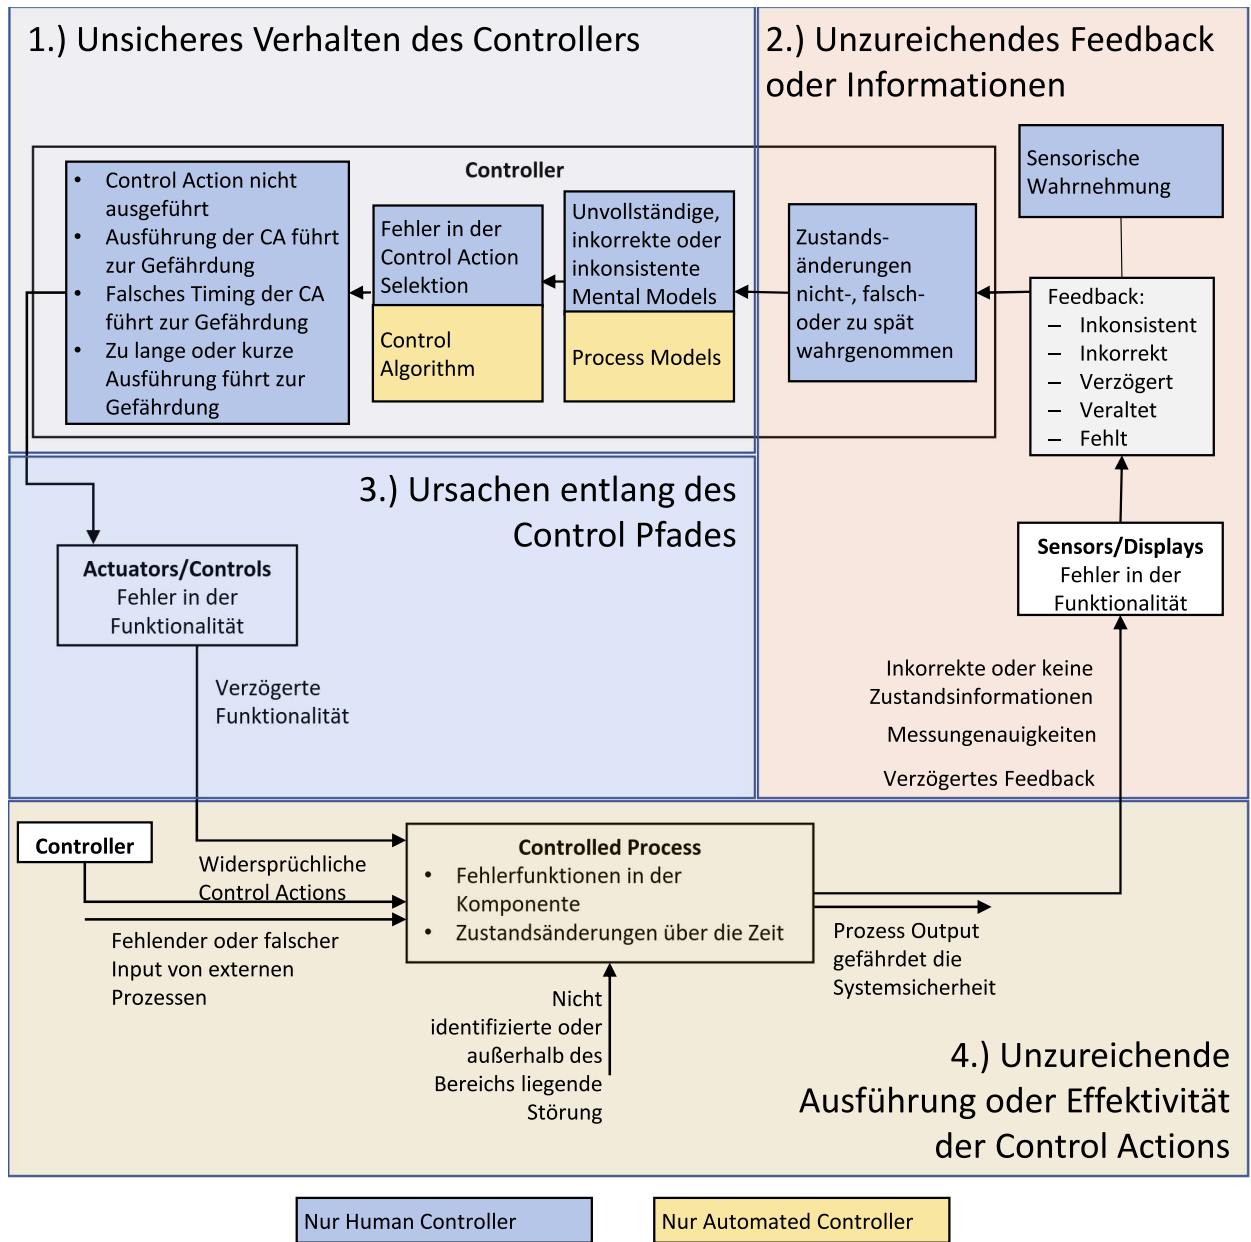 1.) Unsicheres Verhalten des Controllers
2.) Unzureichendes Feedback
oder Informationen
Controller
• Control Action nicht
ausgeführt
• Ausführung der CA führt
zur Gefährdung
• Falsches Timing der CA
führt zur Gefährdung
• Zu lange oder kurze
Ausführung führt zur
Gefährdung
Fehler in der
Control Action
Selektion
Control
Algorithm
Unvollständige,
inkorrekte oder
inkonsistente
Mental Models
Process Models
Zustands-
änderungen
nicht-, falsch-
oder zu spät
wahrgenommen
Sensorische
Wahrnehmung
Feedback:
– Inkonsistent
– Inkorrekt
– Verzögert
– Veraltet
– Fehlt
3.) Ursachen entlang des
Control Pfades
Actuators/Controls
Fehler in der
Funktionalität
Verzögerte
Funktionalität
Sensors/Displays
Fehler in der
Funktionalität
Inkorrekte oder keine
Zustandsinformationen
Messungenauigkeiten
Verzögertes Feedback
Controller
Widersprüchliche
Control Actions
Fehlender oder falscher
Input von externen
Prozessen
Controlled Process
• Fehlerfunktionen in der
Komponente
• Zustandsänderungen über die Zeit
Prozess Output
gefährdet die
Systemsicherheit
Nicht
identifizierte oder
außerhalb des
Bereichs liegende
Störung
4.) Unzureichende
Ausführung oder Effektivität
der Control Actions
Nur Human Controller
Nur Automated Controller